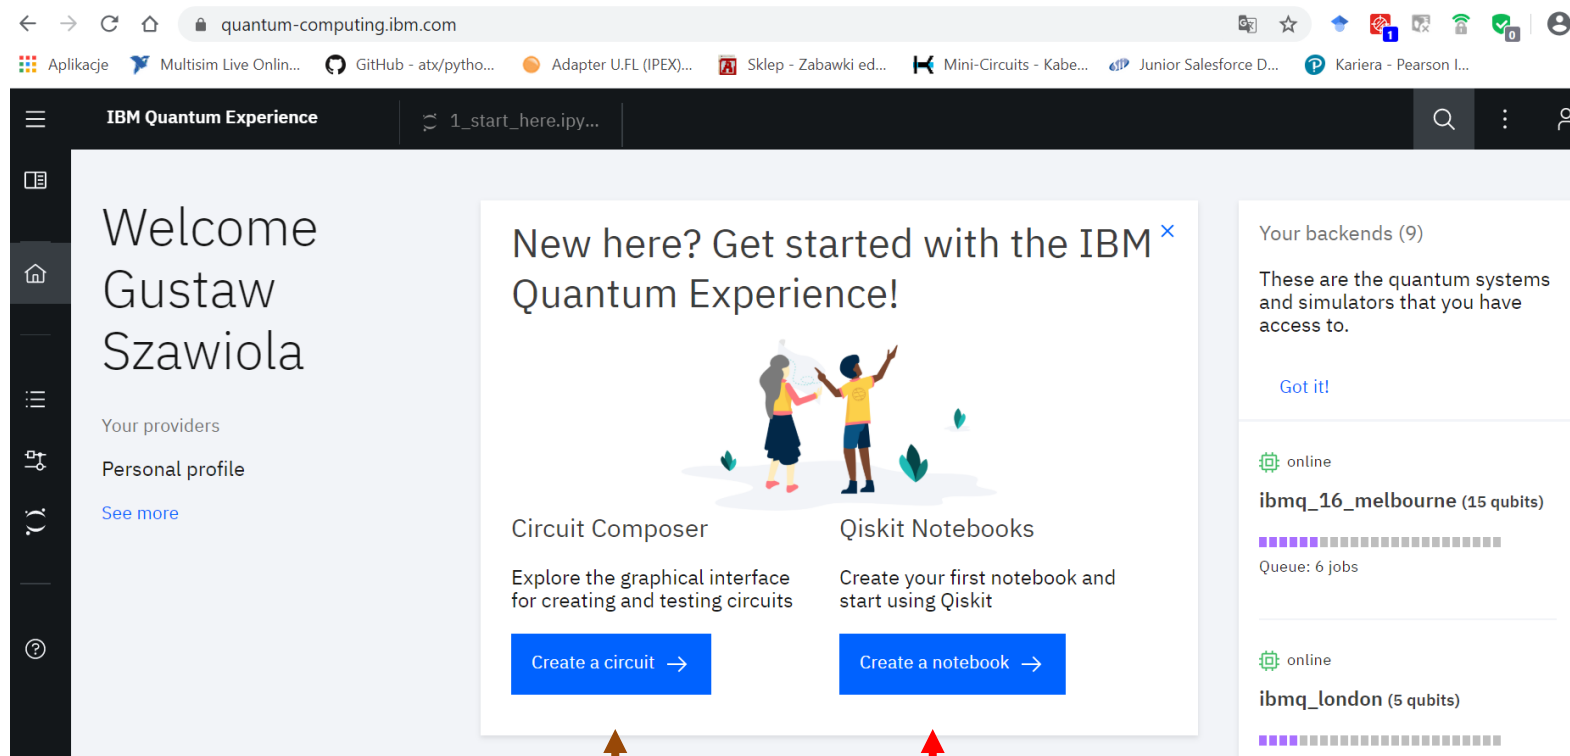 quantum-computing.ibm.com
1
0
Aplikacje
Multisim Live Onlin...
GitHub - atx/pytho...
Adapter U.FL (IPEX)...
Sklep - Zabawki ed...
Mini-Circuits - Kabe...
Junior Salesforce D...
Kariera - Pearson I...
IBM Quantum Experience
1_start_here.ipy...
Welcome
Gustaw
Szawiola
Your providers
Personal profile
See more
New here? Get started with the IBM
Quantum Experience!
Circuit Composer
Explore the graphical interface
for creating and testing circuits
Create a circuit →
Qiskit Notebooks
Create your first notebook and
start using Qiskit
Create a notebook →
Your backends (9)
These are the quantum systems
and simulators that you have
access to.
Got it!
online
ibmq_16_melbourne (15 qubits)
Queue: 6 jobs
online
ibmq_london (5 qubits)